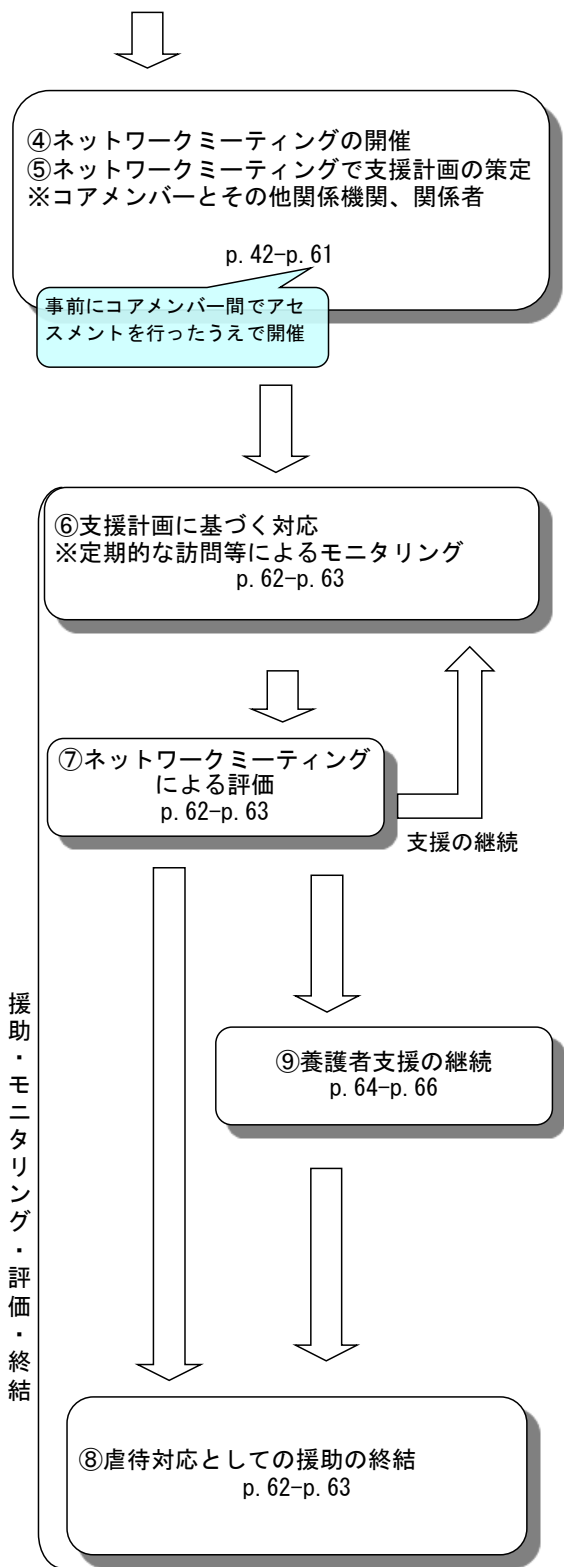 ④ネットワークミーティングの開催
⑤ネットワークミーティングで支援計画の策定
※コアメンバーとその他関係機関、関係者
p. 42-p. 61
事前にコアメンバー間でアセ
スメントを行ったうえで開催
⑥支援計画に基づく対応
※定期的な訪問等によるモニタリング
p. 62-p. 63
⑦ネットワークミーティング
による評価
p. 62-p. 63
支援の継続
援助・モニタリング・評価・終結
⑨養護者支援の継続
p. 64-p. 66
⑧虐待対応としての援助の終結
p. 62-p. 63